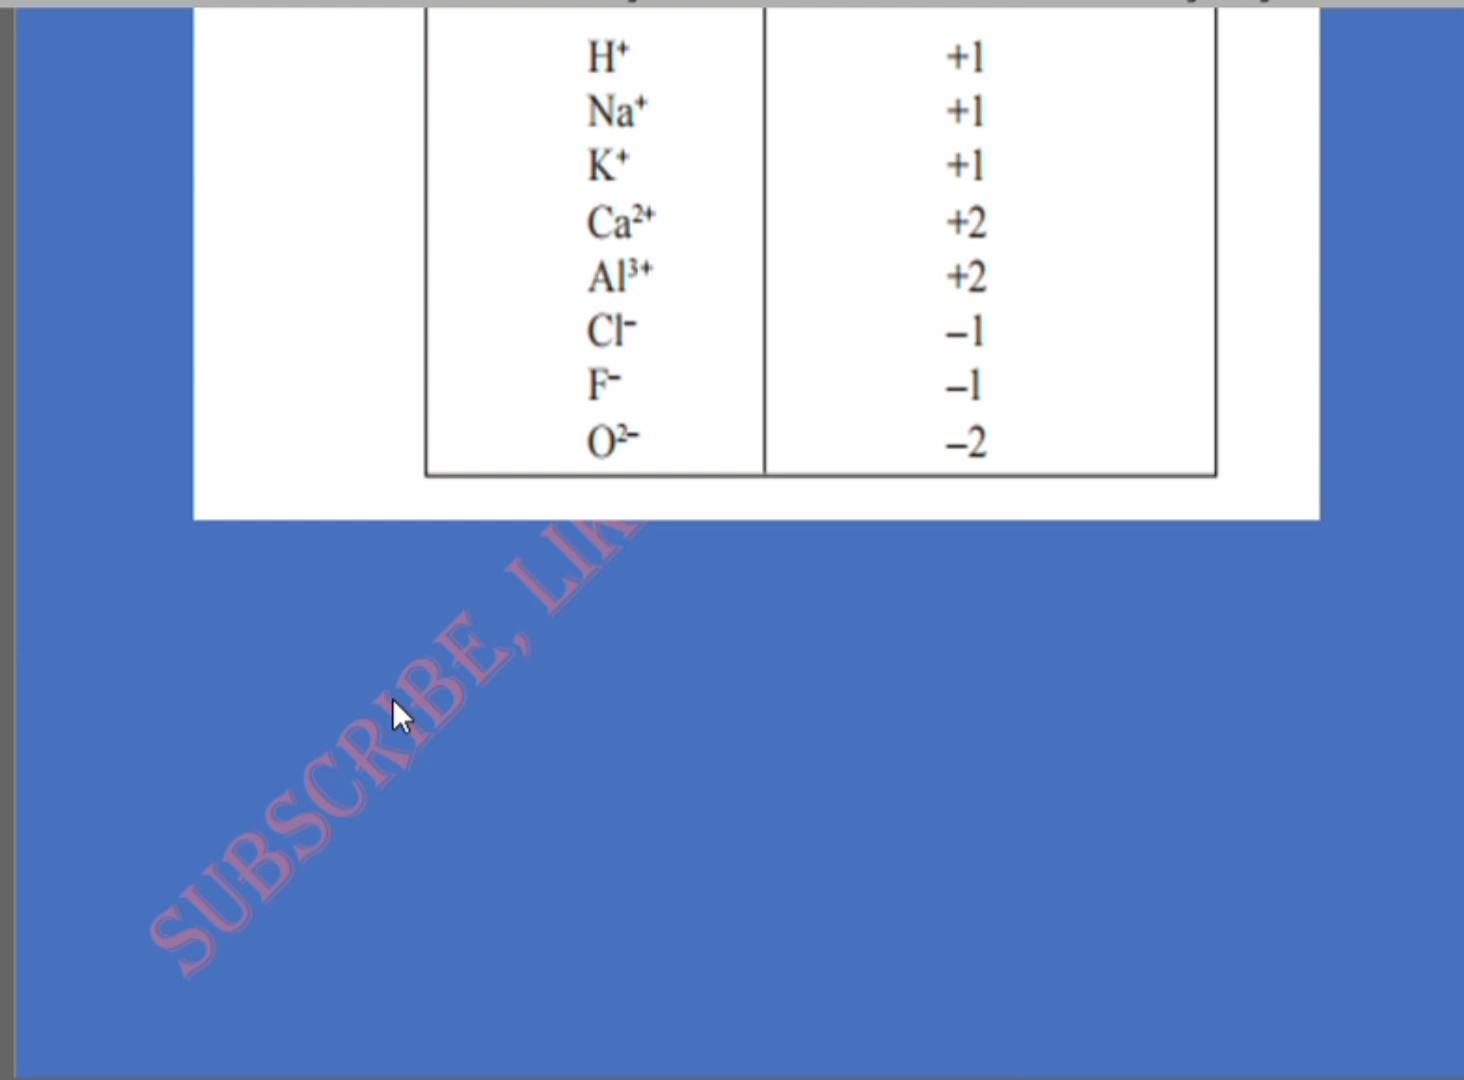 H⁺ +1
Na⁺ +1
K⁺ +1
Ca²⁺ +2
Al³⁺ +2
Cl⁻ –1
F⁻ –1
O²⁻ –2
SUBSCRIBE, LIK